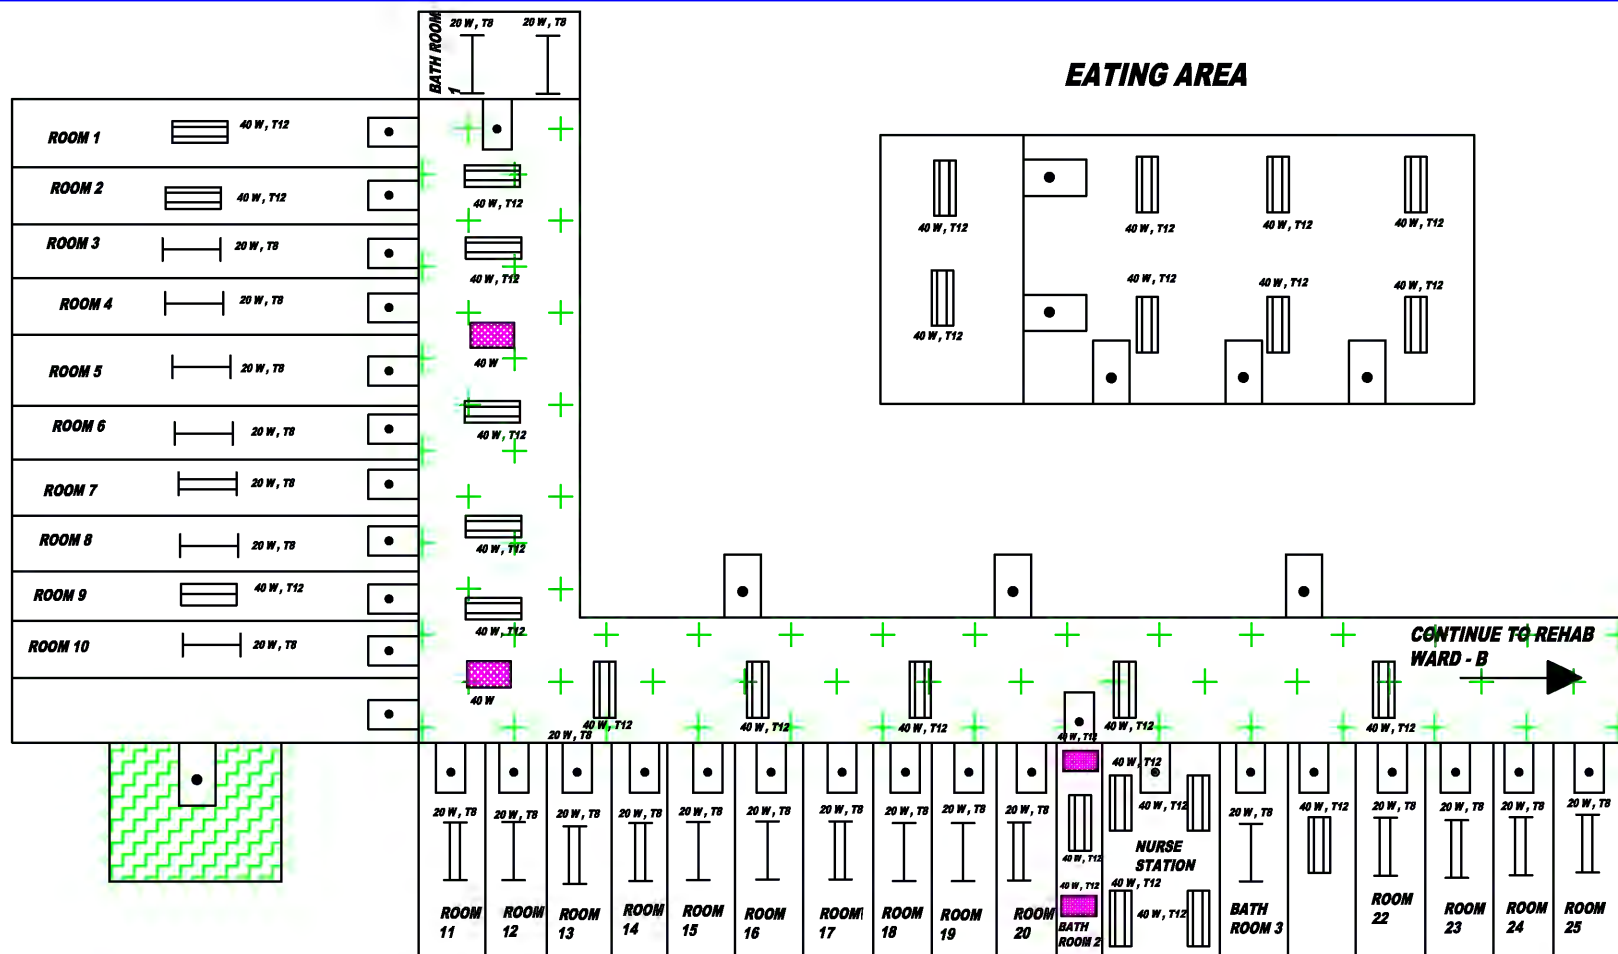 BATH ROOM
1
20 W, T8
20 W, T8
EATING AREA
ROOM 1
40 W, T12
ROOM 2
40 W, T12
ROOM 3
20 W, T8
ROOM 4
20 W, T8
ROOM 5
20 W, T8
ROOM 6
20 W, T8
ROOM 7
20 W, T8
ROOM 8
20 W, T8
ROOM 9
40 W, T12
ROOM 10
20 W, T8
40 W, T12
40 W, T12
40 W
40 W, T12
40 W, T12
40 W, T12
40 W
40 W, T12
40 W, T12
40 W, T12
40 W, T12
40 W, T12
40 W, T12
40 W, T12
40 W, T12
CONTINUE TO REHAB
WARD - B
40 W, T12
20 W, T8
40 W, T12
40 W, T12
40 W, T12
40 W, T12
20 W, T8
ROOM
11
20 W, T8
ROOM
12
20 W, T8
ROOM
13
20 W, T8
ROOM
14
20 W, T8
ROOM
15
20 W, T8
ROOM
16
20 W, T8
ROOM
17
20 W, T8
ROOM
18
20 W, T8
ROOM
19
20 W, T8
ROOM
20
40 W, T12
40 W, T12
40 W, T12
BATH
ROOM 2
40 W, T12
40 W, T12
NURSE
STATION
40 W, T12
40 W, T12
20 W, T8
BATH
ROOM 3
40 W, T12
20 W, T8
ROOM
22
20 W, T8
ROOM
23
20 W, T8
ROOM
24
20 W, T8
ROOM
25